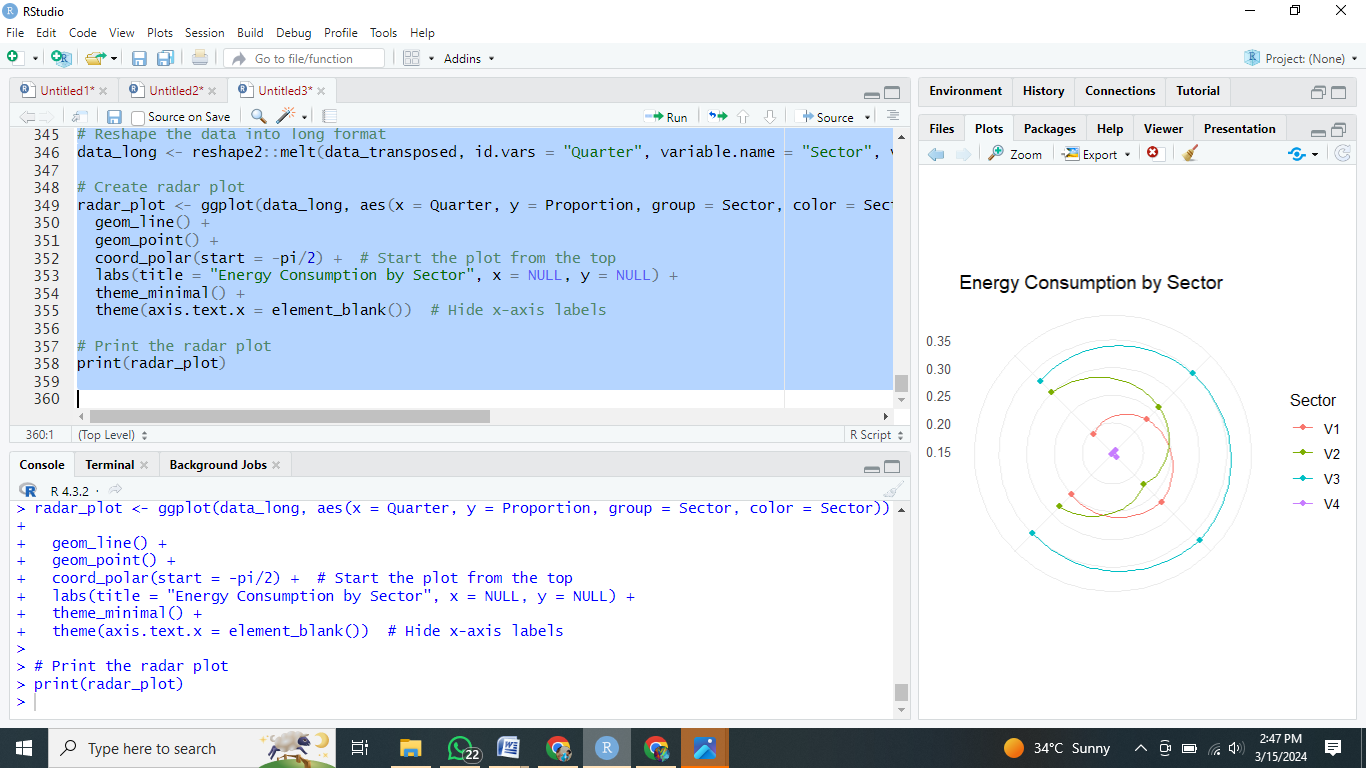 RStudio
File Edit Code View Plots Session Build Debug Profile Tools Help
Go to file/function
Addins
Project: (None)
Untitled1* Untitled2* Untitled3*
Source on Save
Run
Source
345 # Reshape the data into long format
346 data_long <- reshape2::melt(data_transposed, id.vars = "Quarter", variable.name = "Sector",
347
348 # Create radar plot
349 radar_plot <- ggplot(data_long, aes(x = Quarter, y = Proportion, group = Sector, color = Sec
350 geom_line() +
351 geom_point() +
352 coord_polar(start = -pi/2) + # Start the plot from the top
353 labs(title = "Energy Consumption by Sector", x = NULL, y = NULL) +
354 theme_minimal() +
355 theme(axis.text.x = element_blank()) # Hide x-axis labels
356
357 # Print the radar plot
358 print(radar_plot)
359
360
360:1 (Top Level) R Script
Console Terminal Background Jobs
R 4.3.2 ·
> radar_plot <- ggplot(data_long, aes(x = Quarter, y = Proportion, group = Sector, color = Sector))
+
+ geom_line() +
+ geom_point() +
+ coord_polar(start = -pi/2) + # Start the plot from the top
+ labs(title = "Energy Consumption by Sector", x = NULL, y = NULL) +
+ theme_minimal() +
+ theme(axis.text.x = element_blank()) # Hide x-axis labels
>
> # Print the radar plot
> print(radar_plot)
>
Environment History Connections Tutorial
Files Plots Packages Help Viewer Presentation
Zoom Export
Energy Consumption by Sector
0.35
0.30
0.25
0.20
0.15
Sector
V1
V2
V3
V4
Type here to search
22
34°C Sunny
2:47 PM
3/15/2024